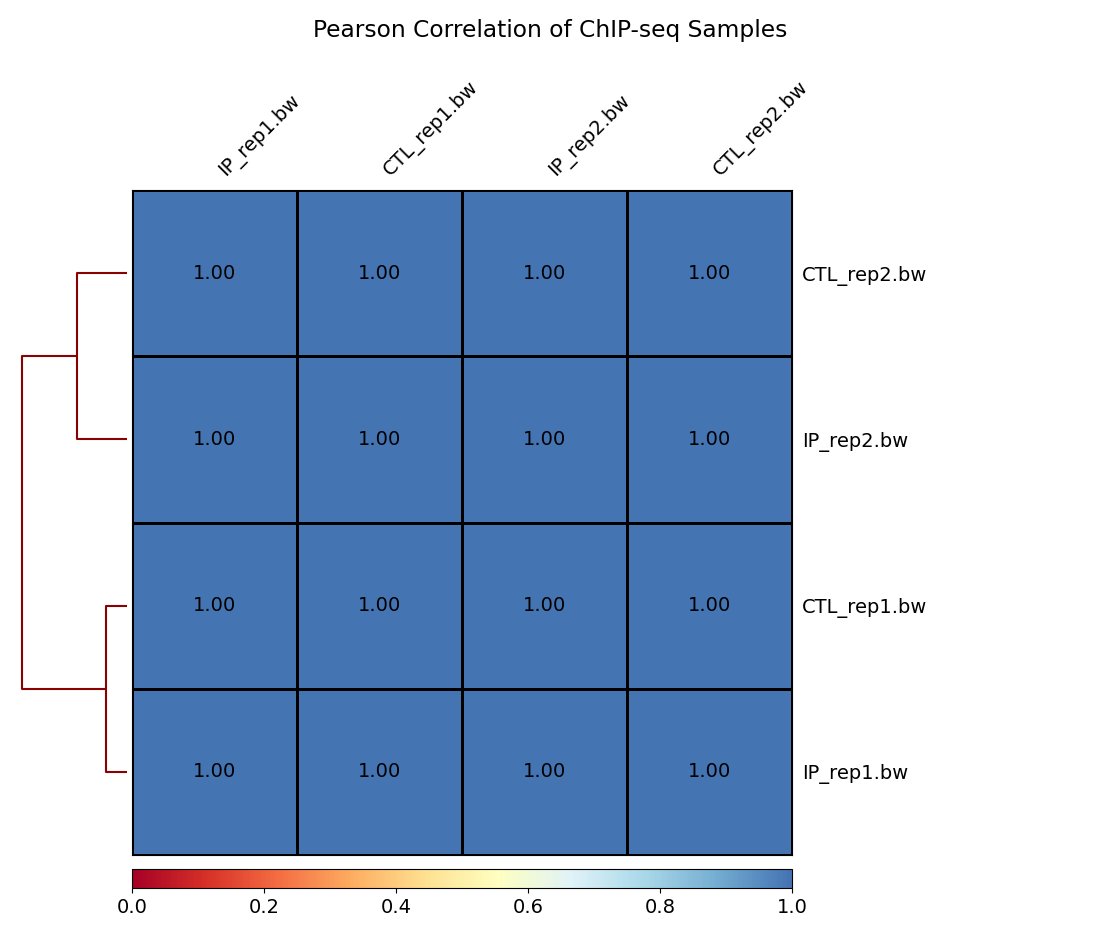 Pearson Correlation of ChIP-seq Samples
IP_rep1.bw CTL_rep1.bw IP_rep2.bw CTL_rep2.bw
1.00 1.00 1.00 1.00 CTL_rep2.bw
1.00 1.00 1.00 1.00 IP_rep2.bw
1.00 1.00 1.00 1.00 CTL_rep1.bw
1.00 1.00 1.00 1.00 IP_rep1.bw
0.0 0.2 0.4 0.6 0.8 1.0